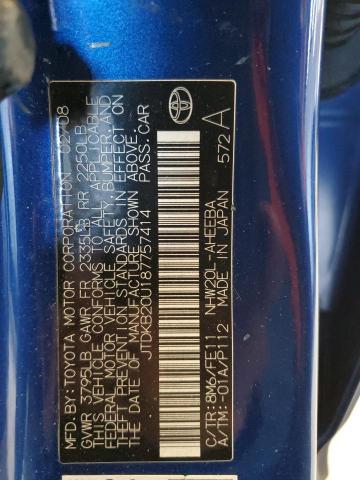 MFD.BY:TOYOTA MOTOR CORPORATION 02/08
GVWR 3795LB GAWR FR 2335LB RR 2250LB
THIS VEHICLE CONFORMS TO ALL APPLICABLE
FEDERAL MOTOR VEHICLE SAFETY,BUMPER,AND
THEFT PREVENTION STANDARDS IN EFFECT ON
THE DATE OF MANUFACTURE SHOWN ABOVE.
JTDKB20U187757414 PASS.CAR
C/TR:8M6/FE11 NHW20L-AHEEBA
A/TM:-01A/P112 MADE IN JAPAN 572 A